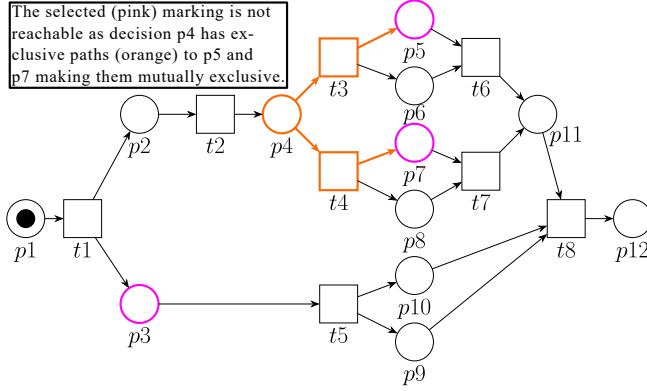 The selected (pink) marking is not
reachable as decision p4 has ex-
clusive paths (orange) to p5 and
p7 making them mutually exclusive.
p5
t3
t6
p6
p2
t2
p4
p11
p7
t4
t7
p8
p1
t1
t8
p12
p3
p10
t5
p9